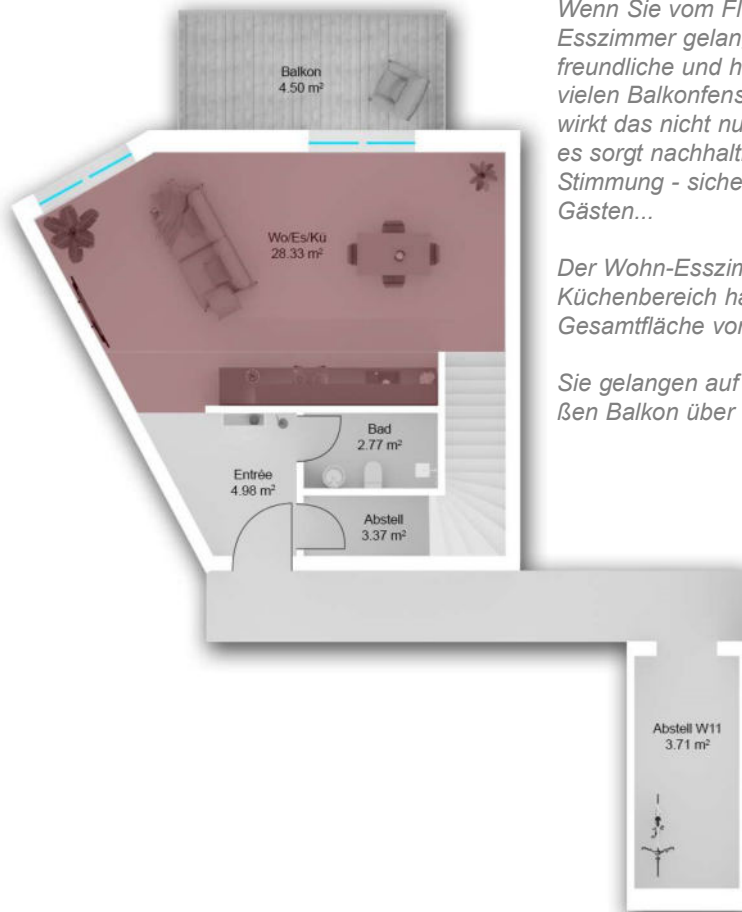 Wenn Sie vom Fl
Esszimmer gelan
freundliche und h
vielen Balkonfens
wirkt das nicht nu
es sorgt nachhalt
Stimmung - siche
Gästen...
Der Wohn-Esszin
Küchenbereich ha
Gesamtfläche vor
Sie gelangen auf
ßen Balkon über
Balkon
4.50 m²
Wo/Es/Kü
28.33 m²
Bad
2.77 m²
Entrée
4.98 m²
Abstell
3.37 m²
Abstell W11
3.71 m²